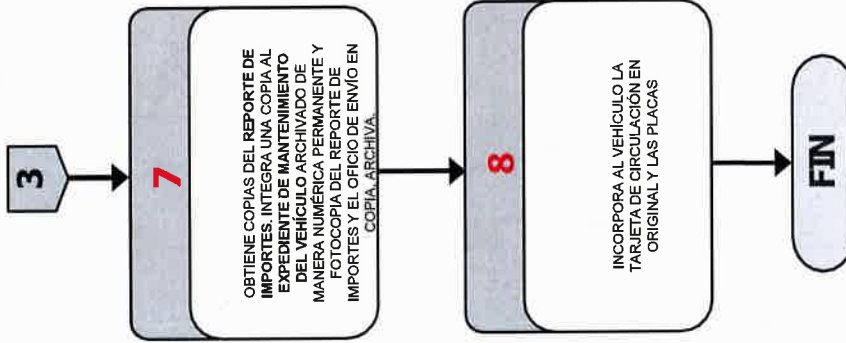 3
7
OBTIENE COPIAS DEL REPORTE DE
IMPORTES, INTEGRA UNA COPIA AL
EXPEDIENTE DE MANTENIMIENTO
DEL VEHÍCULO ARCHIVADO DE
MANERA NUMÉRICA PERMANENTE Y
FOTOCOPIA DEL REPORTE DE
IMPORTES Y EL OFICIO DE ENVÍO EN
COPIA, ARCHIVA.
8
INCORPORA AL VEHÍCULO LA
TARJETA DE CIRCULACIÓN EN
ORIGINAL Y LAS PLACAS
FIN